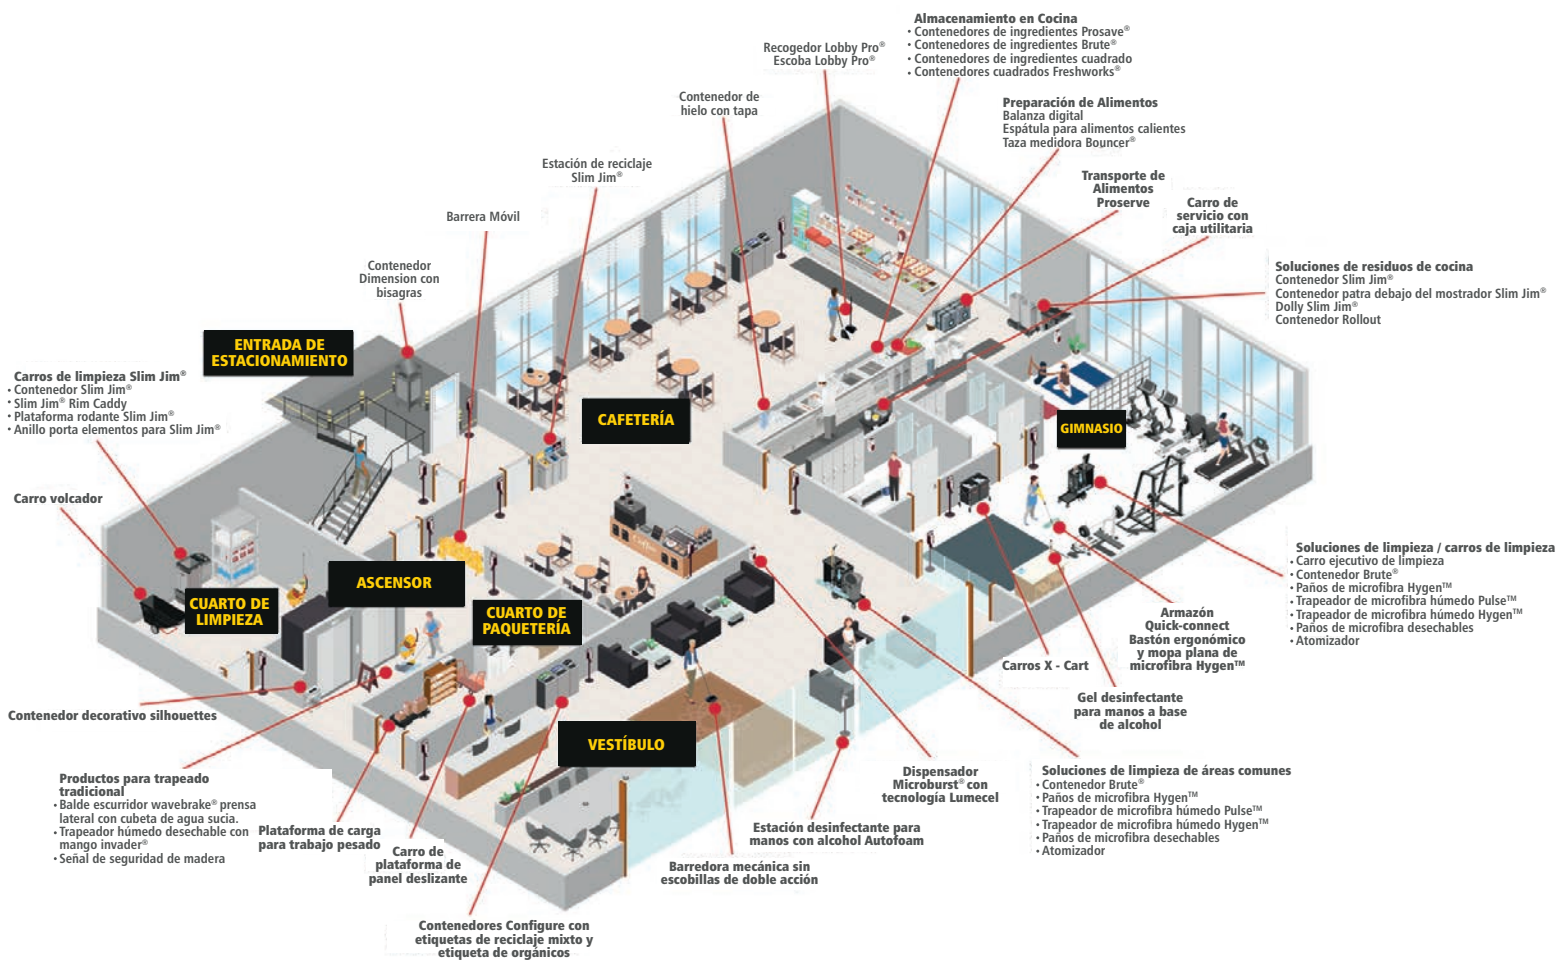 Almacenamiento en Cocina
• Contenedores de ingredientes Prosave®
• Contenedores de ingredientes Brute®
• Contenedores de ingredientes cuadrado
• Contenedores cuadrados Freshworks®
Recogedor Lobby Pro®
Escoba Lobby Pro®
Contenedor de
hielo con tapa
Preparación de Alimentos
Balanza digital
Espátula para alimentos calientes
Taza medidora Bouncer®
Estación de reciclaje
Slim Jim®
Transporte de
Alimentos
Proserve
Carro de
servicio con
caja utilitaria
Barrera Móvil
Contenedor
Dimension con
bisagras
Soluciones de residuos de cocina
Contenedor Slim Jim®
Contenedor patra debajo del mostrador Slim Jim®
Dolly Slim Jim®
Contenedor Rollout
ENTRADA DE
ESTACIONAMIENTO
Carros de limpieza Slim Jim®
• Contenedor Slim Jim®
• Slim Jim® Rim Caddy
• Plataforma rodante Slim Jim®
• Anillo porta elementos para Slim Jim®
CAFETERÍA
GIMNASIO
Carro volcador
Coffee
ASCENSOR
CUARTO DE
LIMPIEZA
CUARTO DE
PAQUETERÍA
Soluciones de limpieza / carros de limpieza
• Carro ejecutivo de limpieza
• Contenedor Brute®
• Paños de microfibra Hygen™
• Trapeador de microfibra húmedo Pulse™
• Trapeador de microfibra húmedo Hygen™
• Paños de microfibra desechables
• Atomizador
Armazón
Quick-connect
Bastón ergonómico
y mopa plana de
microfibra Hygen™
Carros X - Cart
Gel desinfectante
para manos a base
de alcohol
Contenedor decorativo silhouettes
VESTÍBULO
Productos para trapeado
tradicional
• Balde escurridor wavebrake® prensa
lateral con cubeta de agua sucia.
• Trapeador húmedo desechable con
mango invader®
• Señal de seguridad de madera
Plataforma de carga
para trabajo pesado
Carro de
plataforma de
panel deslizante
Contenedores Configure con
etiquetas de reciclaje mixto y
etiqueta de orgánicos
Barredora mecánica sin
escobillas de doble acción
Estación desinfectante para
manos con alcohol Autofoam
Dispensador
Microburst® con
tecnología Lumecel
Soluciones de limpieza de áreas comunes
• Contenedor Brute®
• Paños de microfibra Hygen™
• Trapeador de microfibra húmedo Pulse™
• Trapeador de microfibra húmedo Hygen™
• Paños de microfibra desechables
• Atomizador